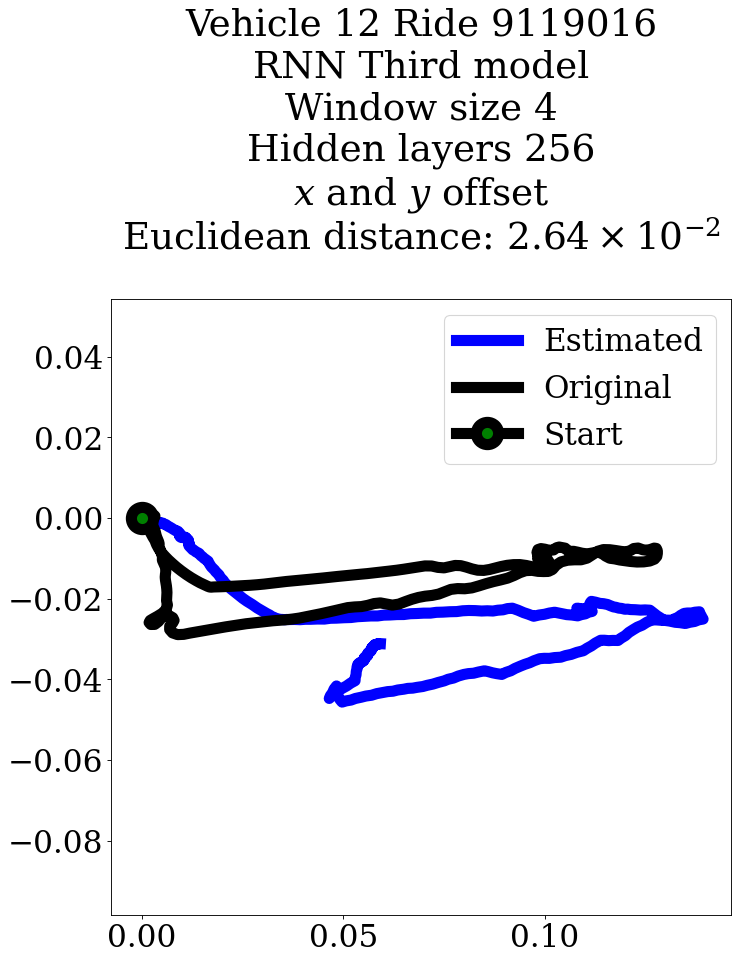 Vehicle 12 Ride 9119016
RNN Third model
Window size 4
Hidden layers 256
x and y offset
Euclidean distance: 2.64 × 10⁻²
Estimated
Original
Start
0.04
0.02
0.00
−0.02
−0.04
−0.06
−0.08
0.00 0.05 0.10